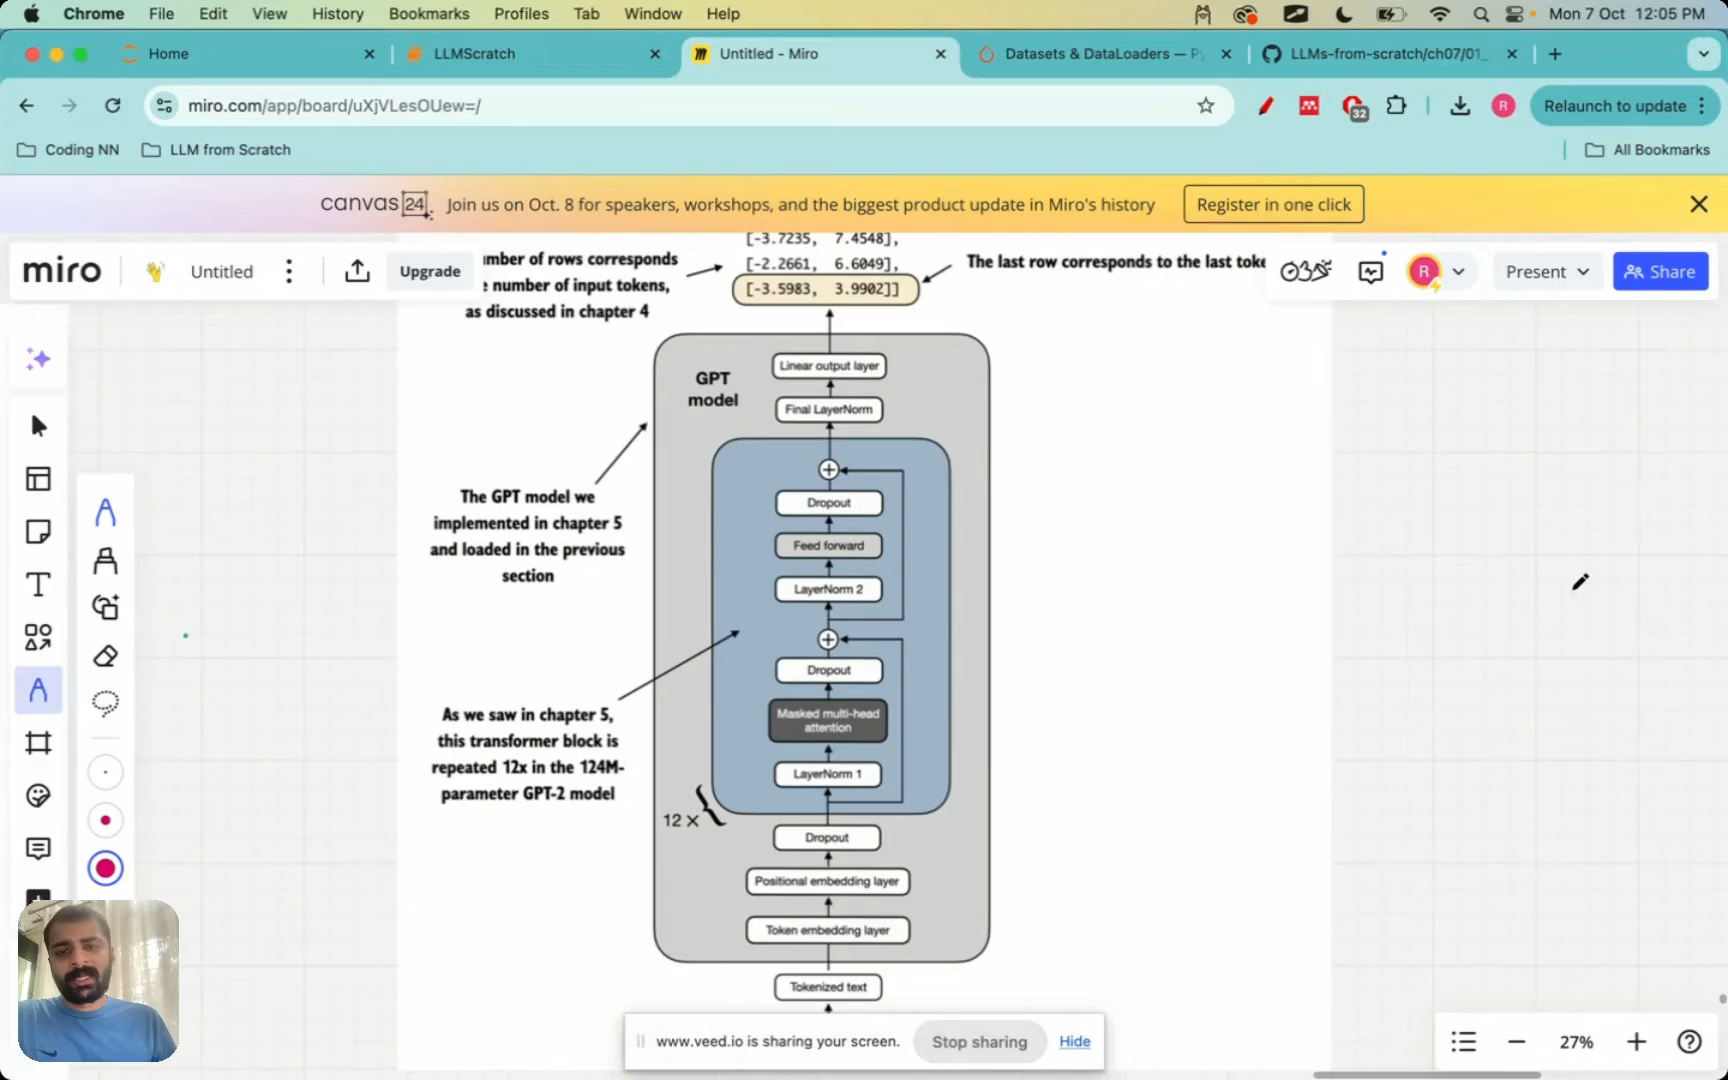 Chrome File Edit View History Bookmarks Profiles Tab Window Help Mon 7 Oct 12:05 PM
Home LLMScratch Untitled - Miro Datasets & DataLoaders — Py LLMs-from-scratch/ch07/01_
miro.com/app/board/uXjVLesOUew=/ 32 R Relaunch to update
Coding NN LLM from Scratch All Bookmarks
canvas 24 Join us on Oct. 8 for speakers, workshops, and the biggest product update in Miro's history Register in one click
miro Untitled Upgrade R Present Share
[-3.7235, 7.4548],
[-2.2661, 6.6049],
[-3.5983, 3.9902]]
mber of rows corresponds
number of input tokens,
as discussed in chapter 4
The last row corresponds to the last toke
GPT
model
Linear output layer
Final LayerNorm
Dropout
Feed forward
LayerNorm 2
Dropout
Masked multi-head
attention
LayerNorm 1
12 ×
Dropout
Positional embedding layer
Token embedding layer
Tokenized text
The GPT model we
implemented in chapter 5
and loaded in the previous
section
As we saw in chapter 5,
this transformer block is
repeated 12x in the 124M-
parameter GPT-2 model
www.veed.io is sharing your screen. Stop sharing Hide
27%